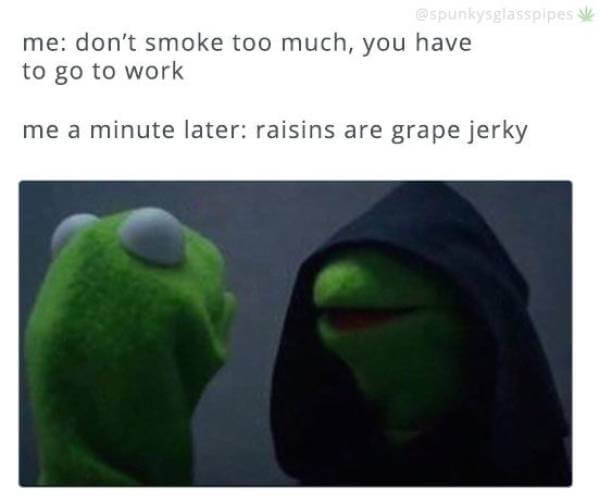 @spunkysglasspipes
me: don’t smoke too much, you have
to go to work
me a minute later: raisins are grape jerky